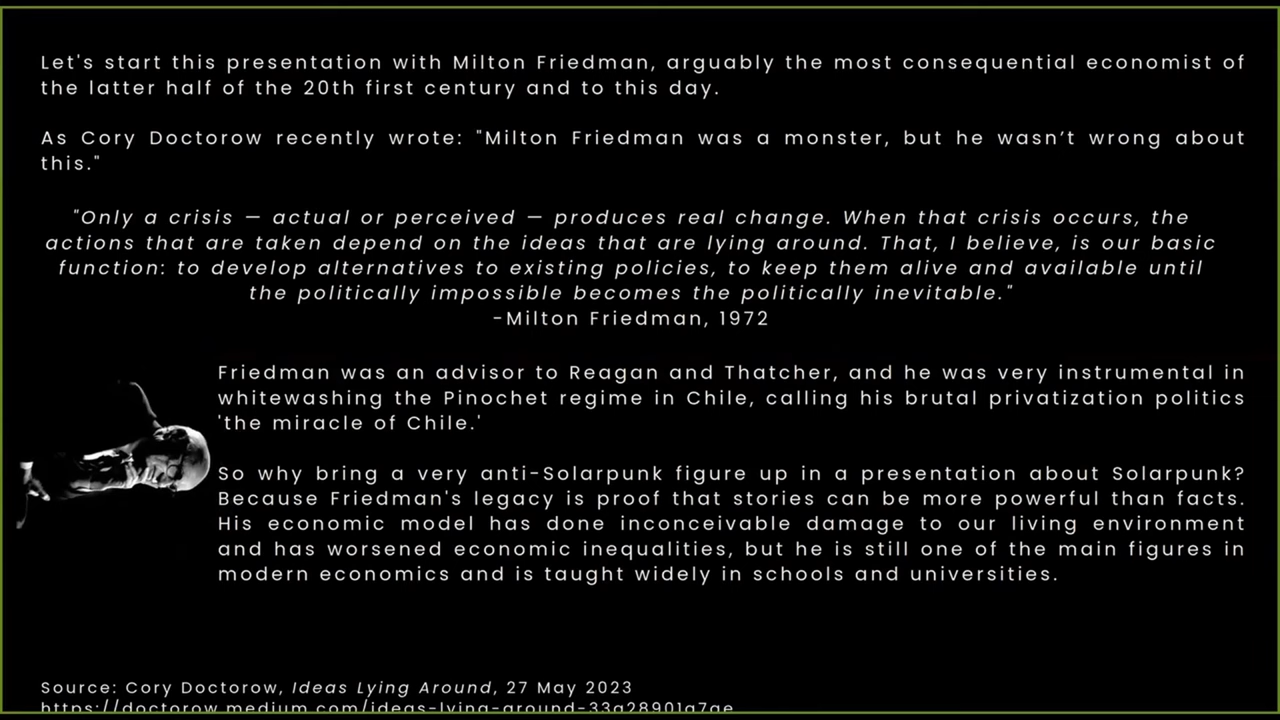 Let's start this presentation with Milton Friedman, arguably the most consequential economist of
the latter half of the 20th first century and to this day.
As Cory Doctorow recently wrote: "Milton Friedman was a monster, but he wasn’t wrong about
this."
"Only a crisis — actual or perceived — produces real change. When that crisis occurs, the
actions that are taken depend on the ideas that are lying around. That, I believe, is our basic
function: to develop alternatives to existing policies, to keep them alive and available until
the politically impossible becomes the politically inevitable."
-Milton Friedman, 1972
Friedman was an advisor to Reagan and Thatcher, and he was very instrumental in
whitewashing the Pinochet regime in Chile, calling his brutal privatization politics
'the miracle of Chile.'
So why bring a very anti-Solarpunk figure up in a presentation about Solarpunk?
Because Friedman's legacy is proof that stories can be more powerful than facts.
His economic model has done inconceivable damage to our living environment
and has worsened economic inequalities, but he is still one of the main figures in
modern economics and is taught widely in schools and universities.
Source: Cory Doctorow, Ideas Lying Around, 27 May 2023
https://doctorow.medium.com/ideas-lying-around-33a28901a7ae